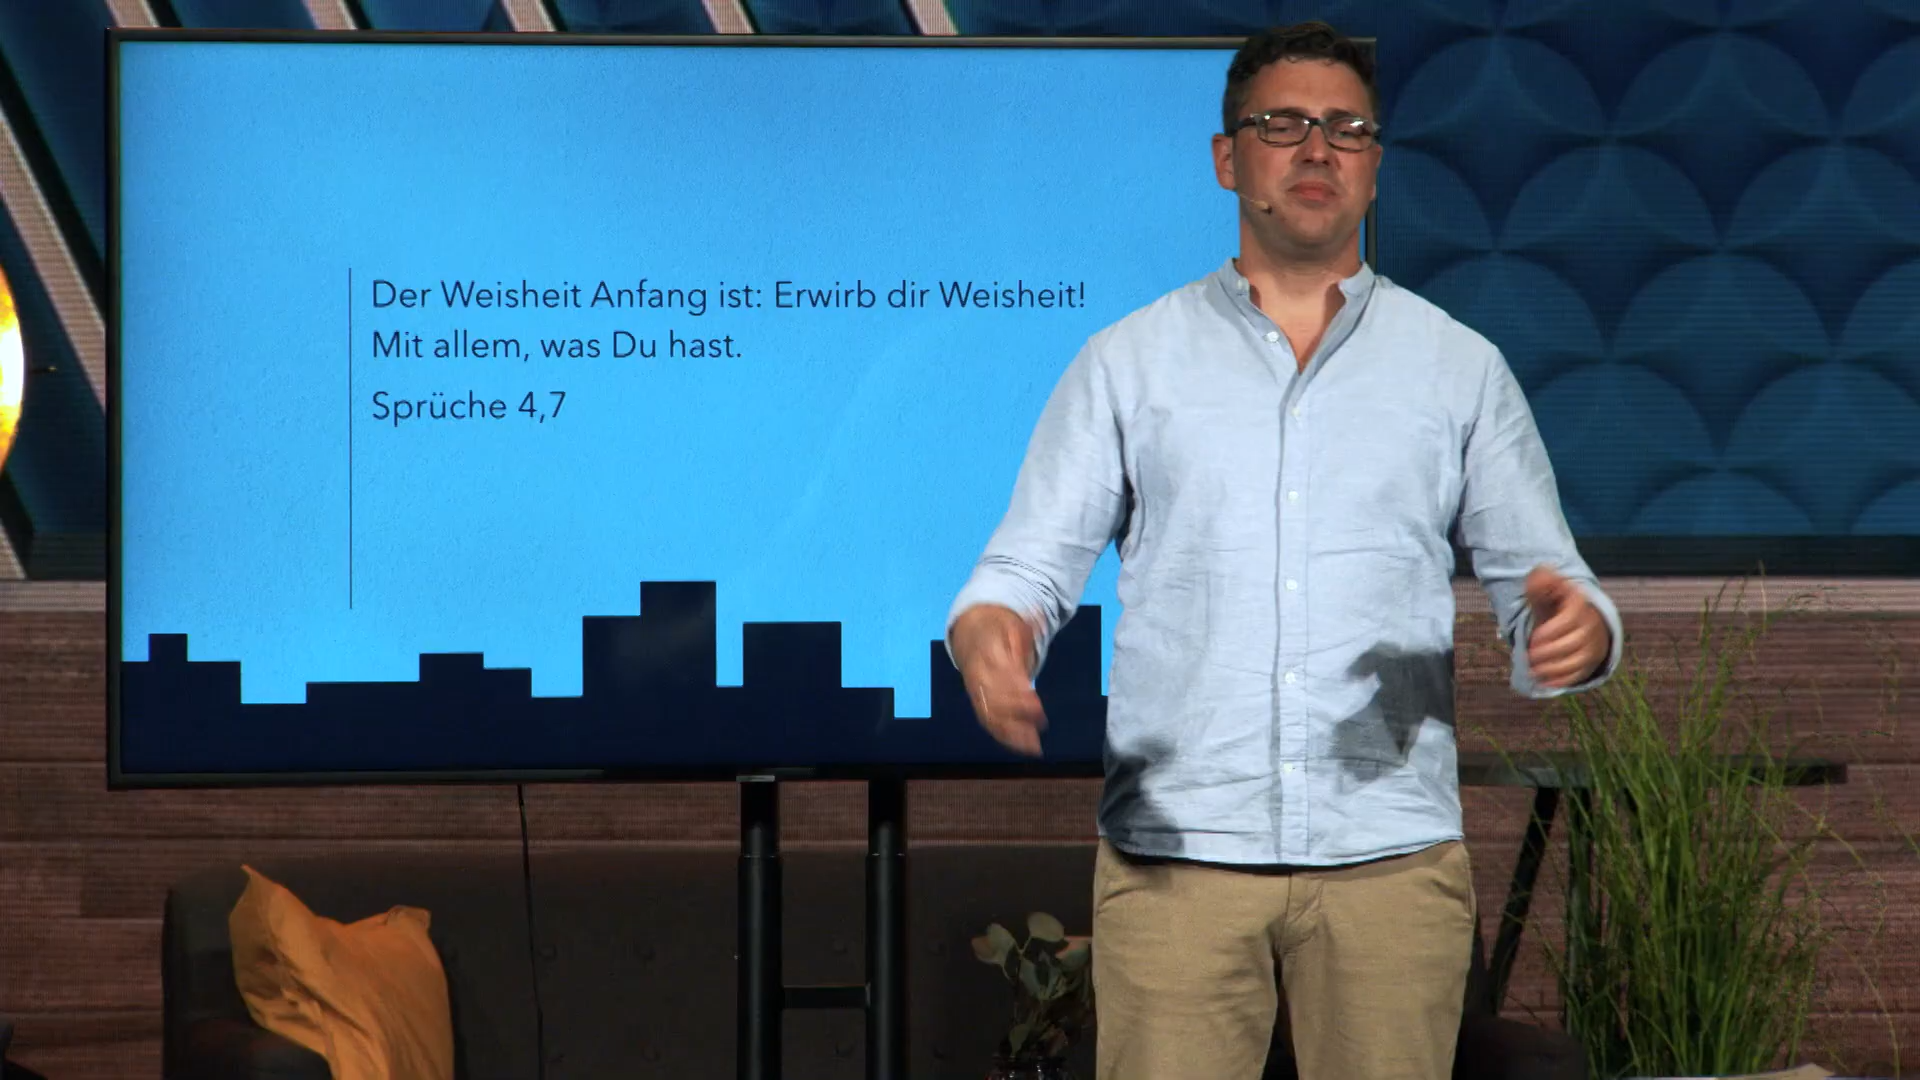 Der Weisheit Anfang ist: Erwirb dir Weisheit!
Mit allem, was Du hast.
Sprüche 4,7